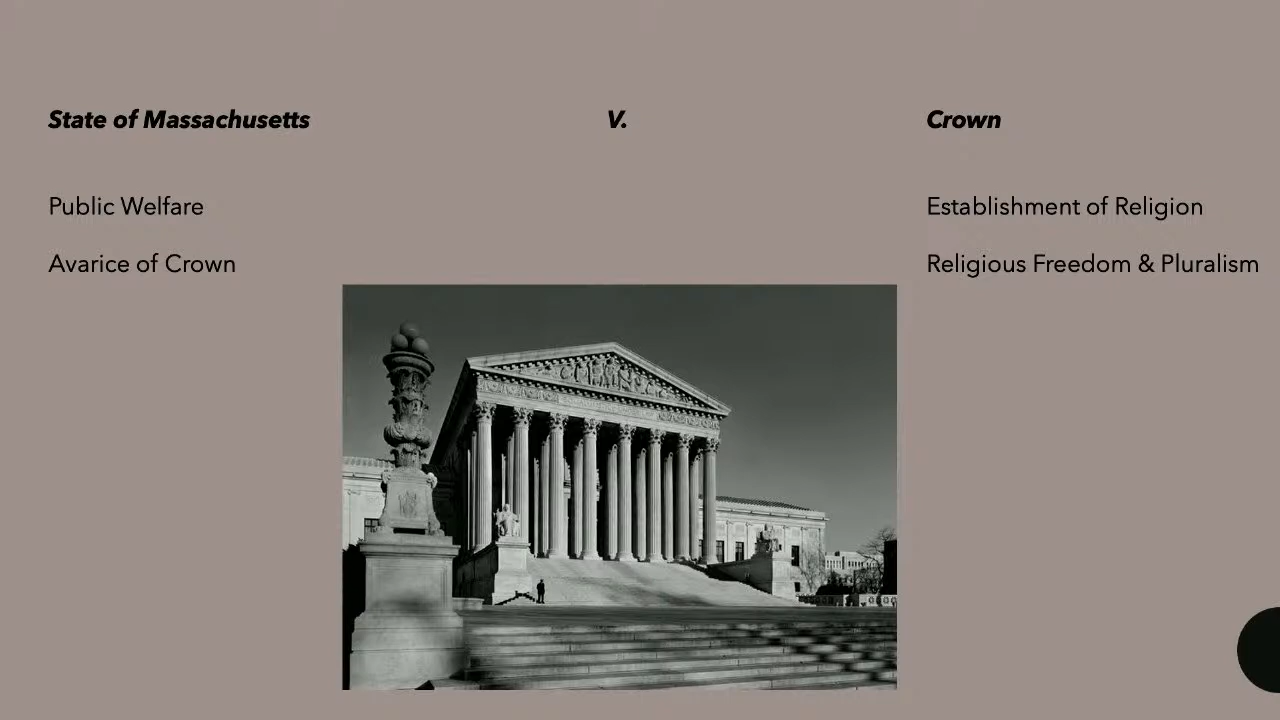 State of Massachusetts
V.
Crown
Public Welfare
Establishment of Religion
Avarice of Crown
Religious Freedom & Pluralism